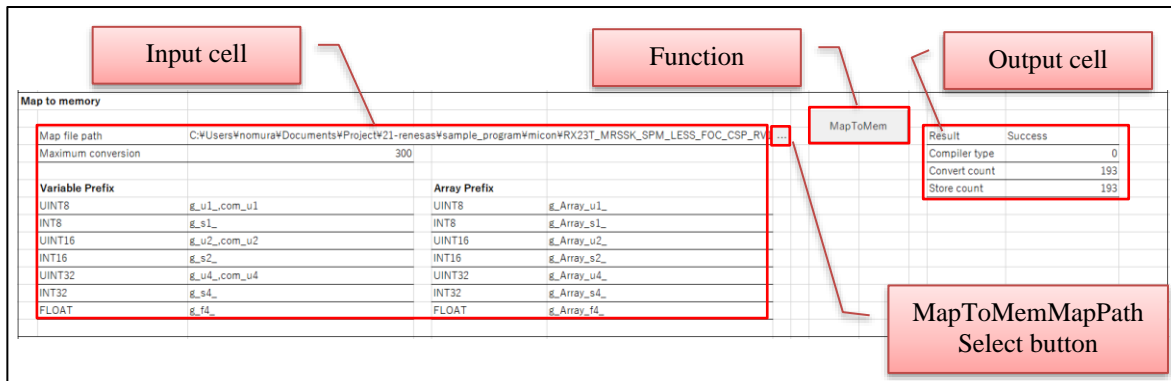 Input cell
Function
Output cell
Map to memory
Map file path C:¥Users¥nomura¥Documents¥Project¥21-renesas¥sample_program¥micon¥RX23T_MRSSK_SPM_LESS_FOC_CSP_RV ...
MapToMem
Result Success
Maximum conversion 300
Compiler type 0
Convert count 193
Variable Prefix Array Prefix
Store count 193
UINT8 g_u1_,com_u1 UINT8 g_Array_u1_
INT8 g_s1_ INT8 g_Array_s1_
UINT16 g_u2_,com_u2 UINT16 g_Array_u2_
INT16 g_s2_ INT16 g_Array_s2_
UINT32 g_u4_,com_u4 UINT32 g_Array_u4_
INT32 g_s4_ INT32 g_Array_s4_
FLOAT g_f4_ FLOAT g_Array_f4_
MapToMemMapPath
Select button